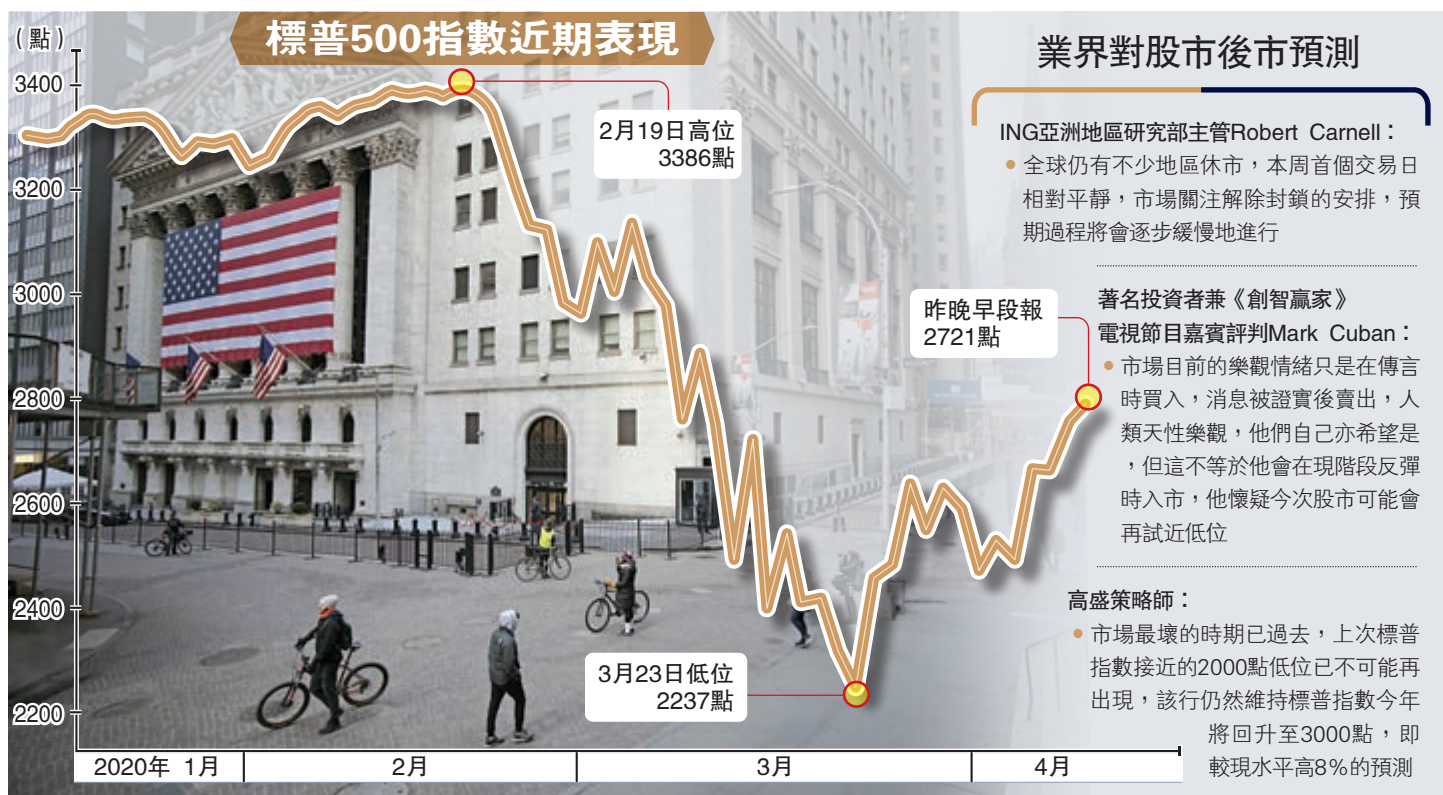 標普500指數近期表現
(點)
3400
3200
3000
2800
2600
2400
2200
2月19日高位
3386點
昨晚早段報
2721點
3月23日低位
2237點
2020年 1月
2月
3月
4月
業界對股市後市預測
ING亞洲地區研究部主管Robert Carnell：
• 全球仍有不少地區休市，本周首個交易日
相對平靜，市場關注解除封鎖的安排，預
期過程將會逐步緩慢地進行
著名投資者兼《創智贏家》
電視節目嘉賓評判Mark Cuban：
• 市場目前的樂觀情緒只是在傳言
時買入，消息被證實後賣出，人
類天性樂觀，他們自己亦希望是
，但這不等於他會在現階段反彈
時入市，他懷疑今次股市可能會
再試近低位
高盛策略師：
• 市場最壞的時期已過去，上次標普
指數接近的2000點低位已不可能再
出現，該行仍然維持標普指數今年
將回升至3000點，即
較現水平高8%的預測